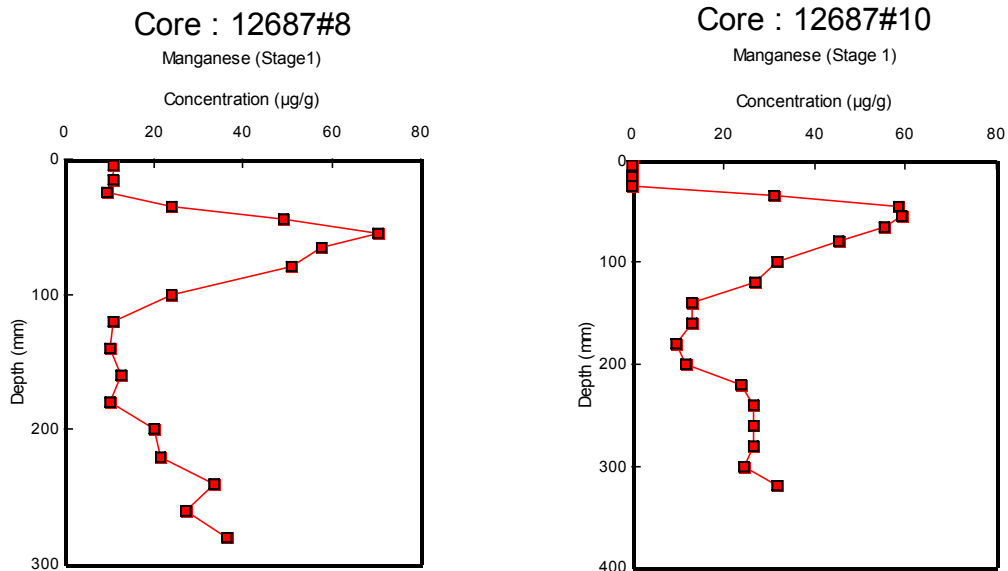 Core : 12687#8
Manganese (Stage1)
Concentration (µg/g)
0 20 40 60 80
0
100
200
300
Depth (mm)
Core : 12687#10
Manganese (Stage 1)
Concentration (µg/g)
0 20 40 60 80
0
100
200
300
400
Depth (mm)